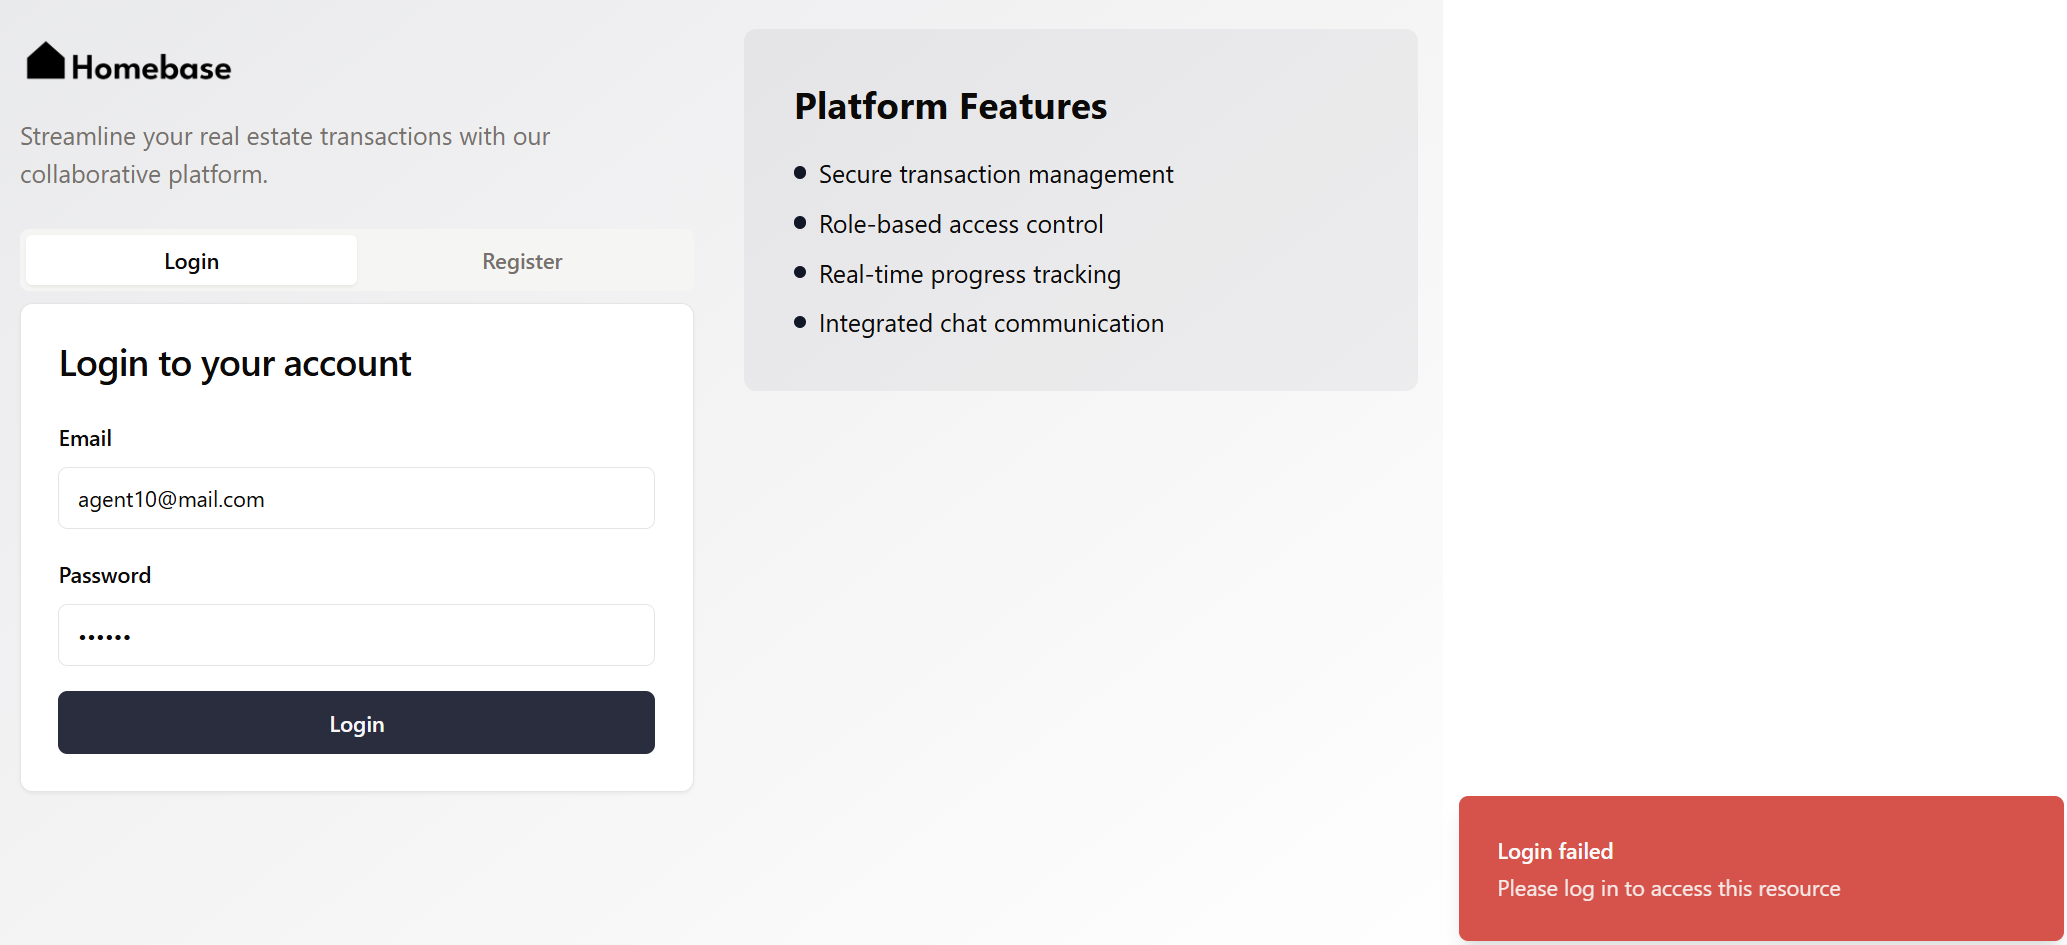 Homebase
Streamline your real estate transactions with our
collaborative platform.
Login
Register
Login to your account
Email
agent10@mail.com
Password
••••••
Login
Platform Features
• Secure transaction management
• Role-based access control
• Real-time progress tracking
• Integrated chat communication
Login failed
Please log in to access this resource